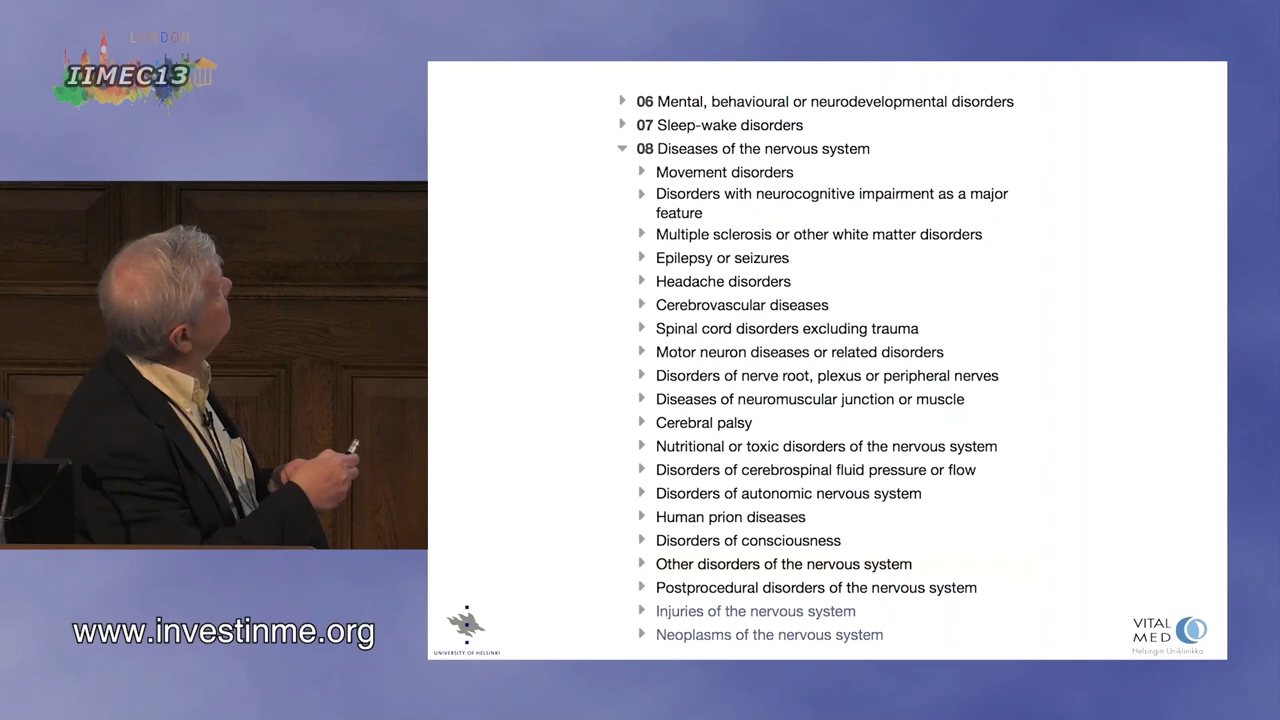 LONDON
IIMEC13
06 Mental, behavioural or neurodevelopmental disorders
07 Sleep-wake disorders
08 Diseases of the nervous system
Movement disorders
Disorders with neurocognitive impairment as a major
feature
Multiple sclerosis or other white matter disorders
Epilepsy or seizures
Headache disorders
Cerebrovascular diseases
Spinal cord disorders excluding trauma
Motor neuron diseases or related disorders
Disorders of nerve root, plexus or peripheral nerves
Diseases of neuromuscular junction or muscle
Cerebral palsy
Nutritional or toxic disorders of the nervous system
Disorders of cerebrospinal fluid pressure or flow
Disorders of autonomic nervous system
Human prion diseases
Disorders of consciousness
Other disorders of the nervous system
Postprocedural disorders of the nervous system
Injuries of the nervous system
Neoplasms of the nervous system
www.investinme.org
UNIVERSITY OF HELSINKI
VITAL
MED
Helsingin Uniklinikka